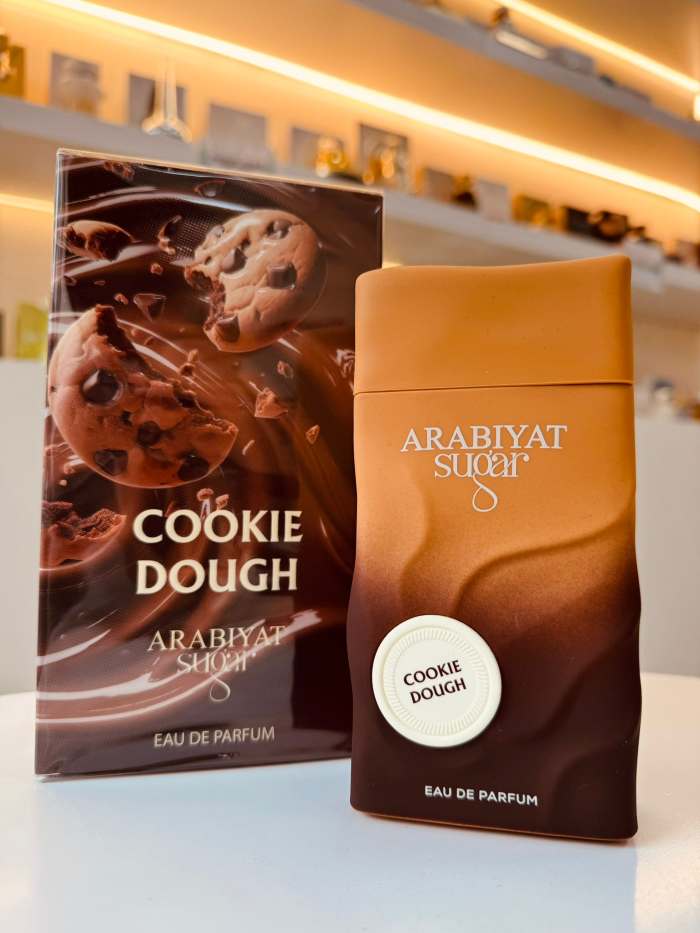 COOKIE
DOUGH
ARABIYAT
sugar
EAU DE PARFUM
ARABIYAT
sugar
COOKIE
DOUGH
EAU DE PARFUM